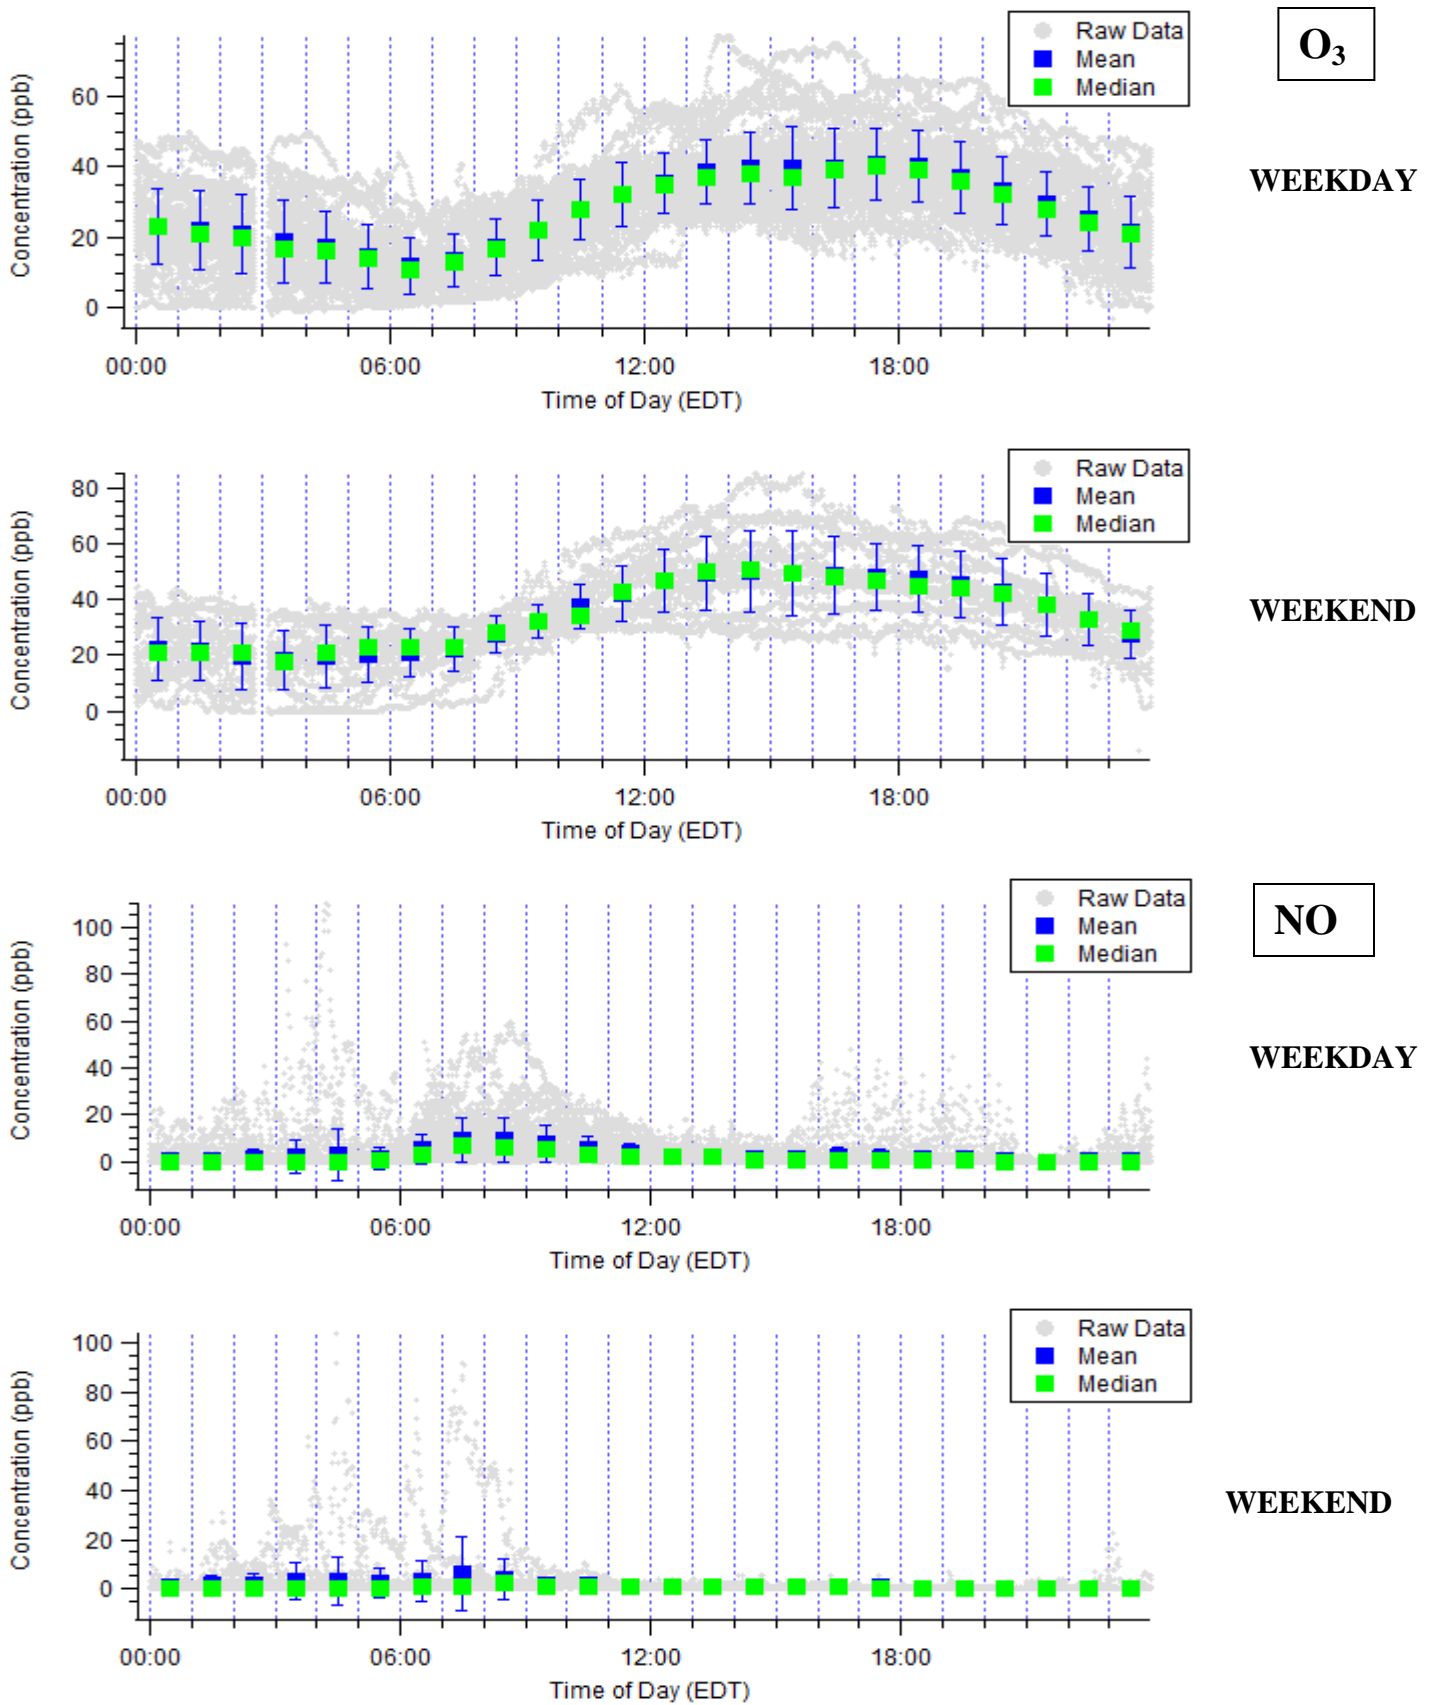 Raw Data
Mean
Median
O₃
WEEKDAY
Concentration (ppb)
60
40
20
0
00:00 06:00 12:00 18:00
Time of Day (EDT)
Raw Data
Mean
Median
WEEKEND
Concentration (ppb)
80
60
40
20
0
00:00 06:00 12:00 18:00
Time of Day (EDT)
Raw Data
Mean
Median
NO
WEEKDAY
Concentration (ppb)
100
80
60
40
20
0
00:00 06:00 12:00 18:00
Time of Day (EDT)
Raw Data
Mean
Median
WEEKEND
Concentration (ppb)
100
80
60
40
20
0
00:00 06:00 12:00 18:00
Time of Day (EDT)